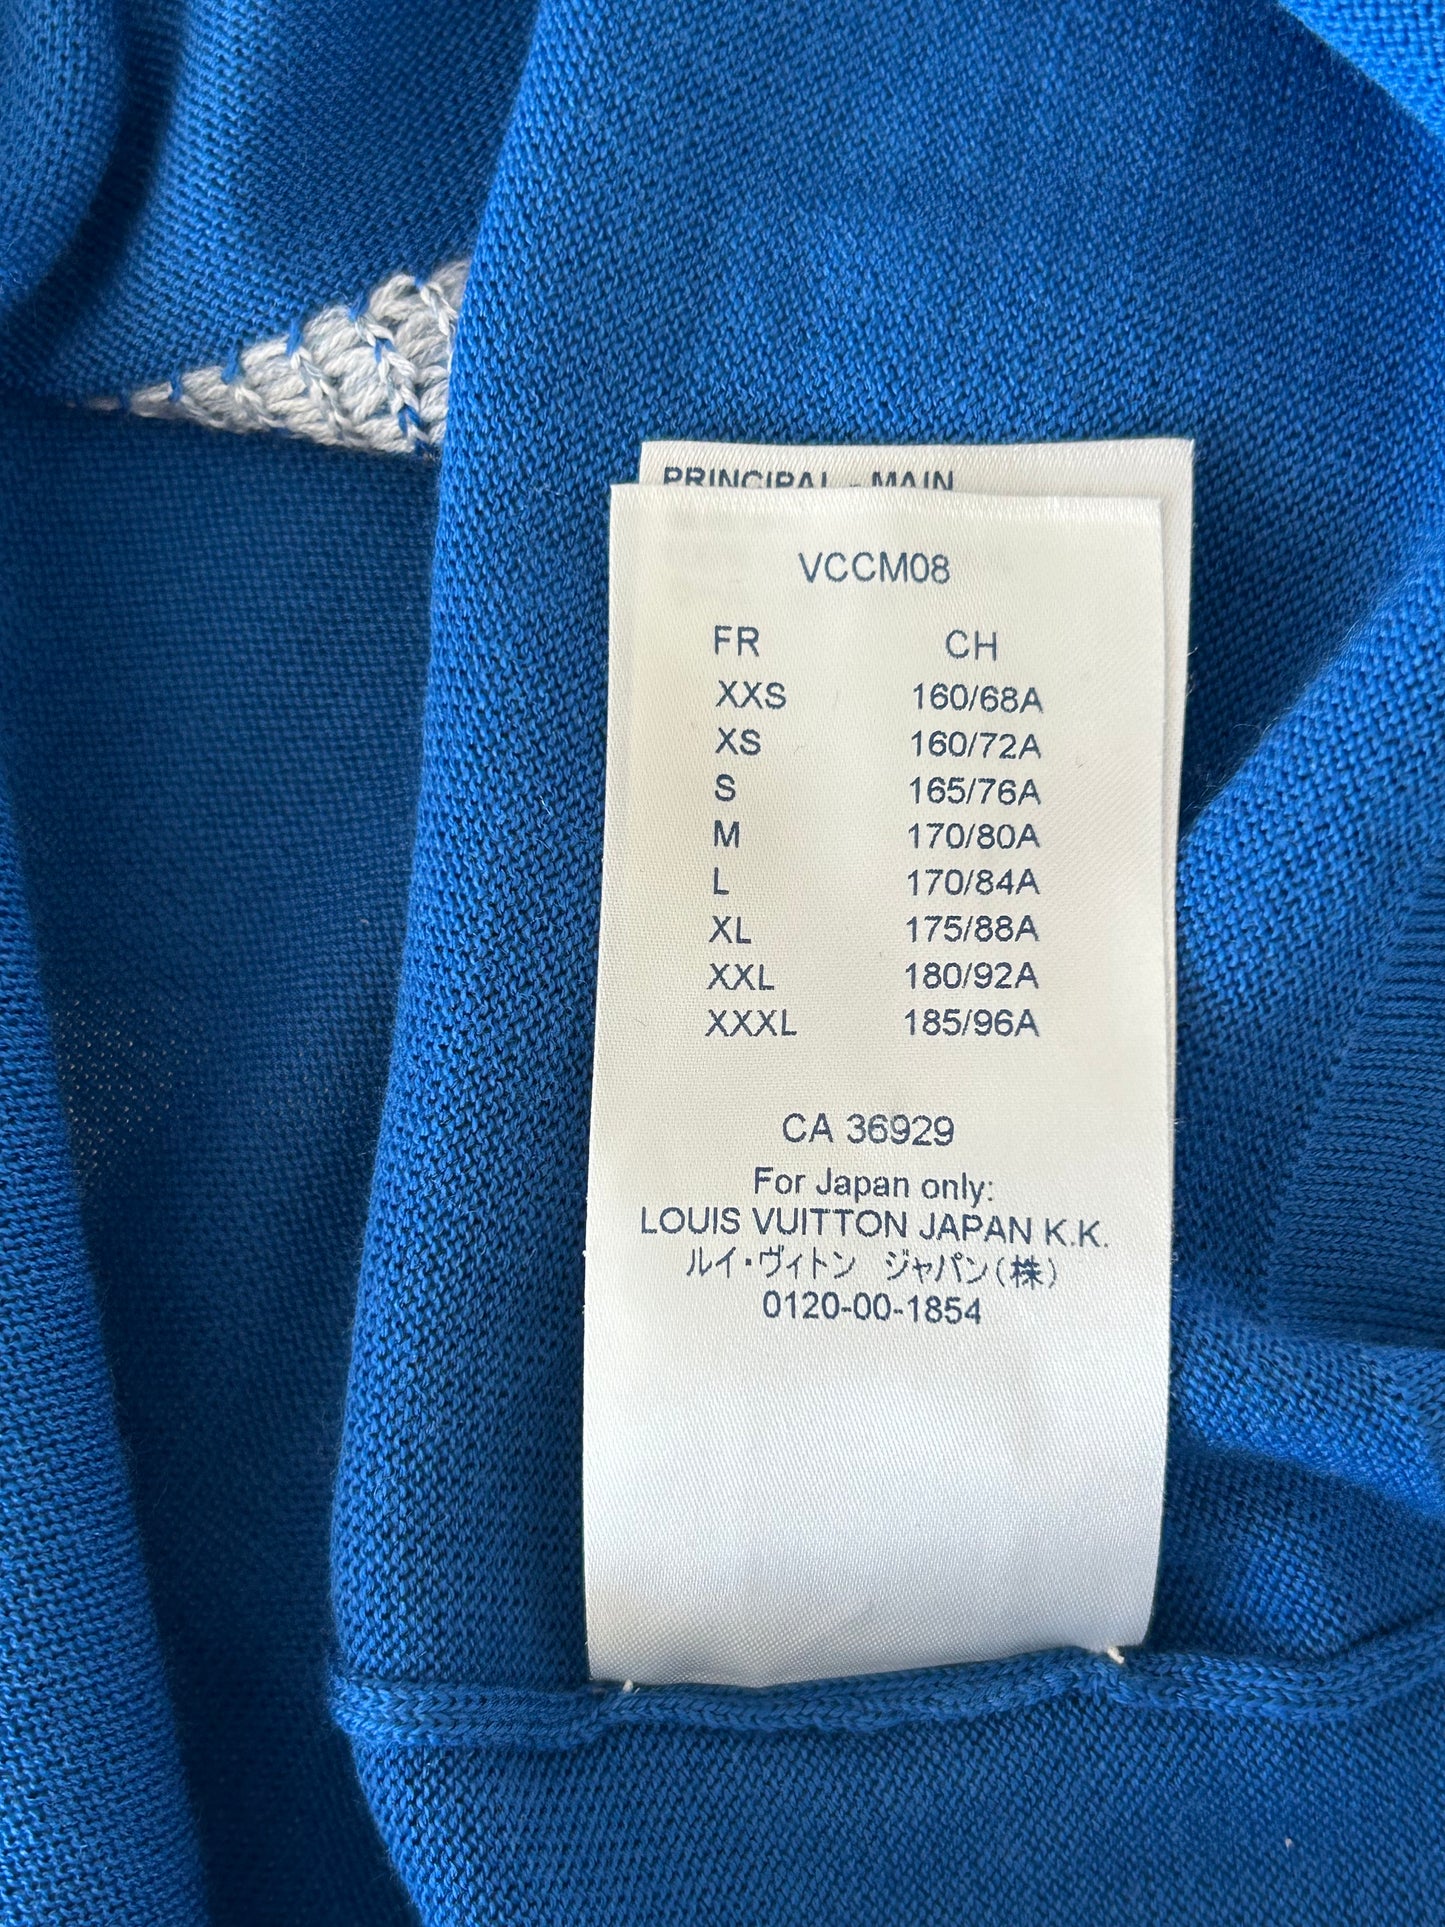 PRINCIPAL - MAIN
VCCM08
FR CH
XXS 160/68A
XS 160/72A
S 165/76A
M 170/80A
L 170/84A
XL 175/88A
XXL 180/92A
XXXL 185/96A
CA 36929
For Japan only:
LOUIS VUITTON JAPAN K.K.
ルイ・ヴィトン ジャパン(株)
0120-00-1854